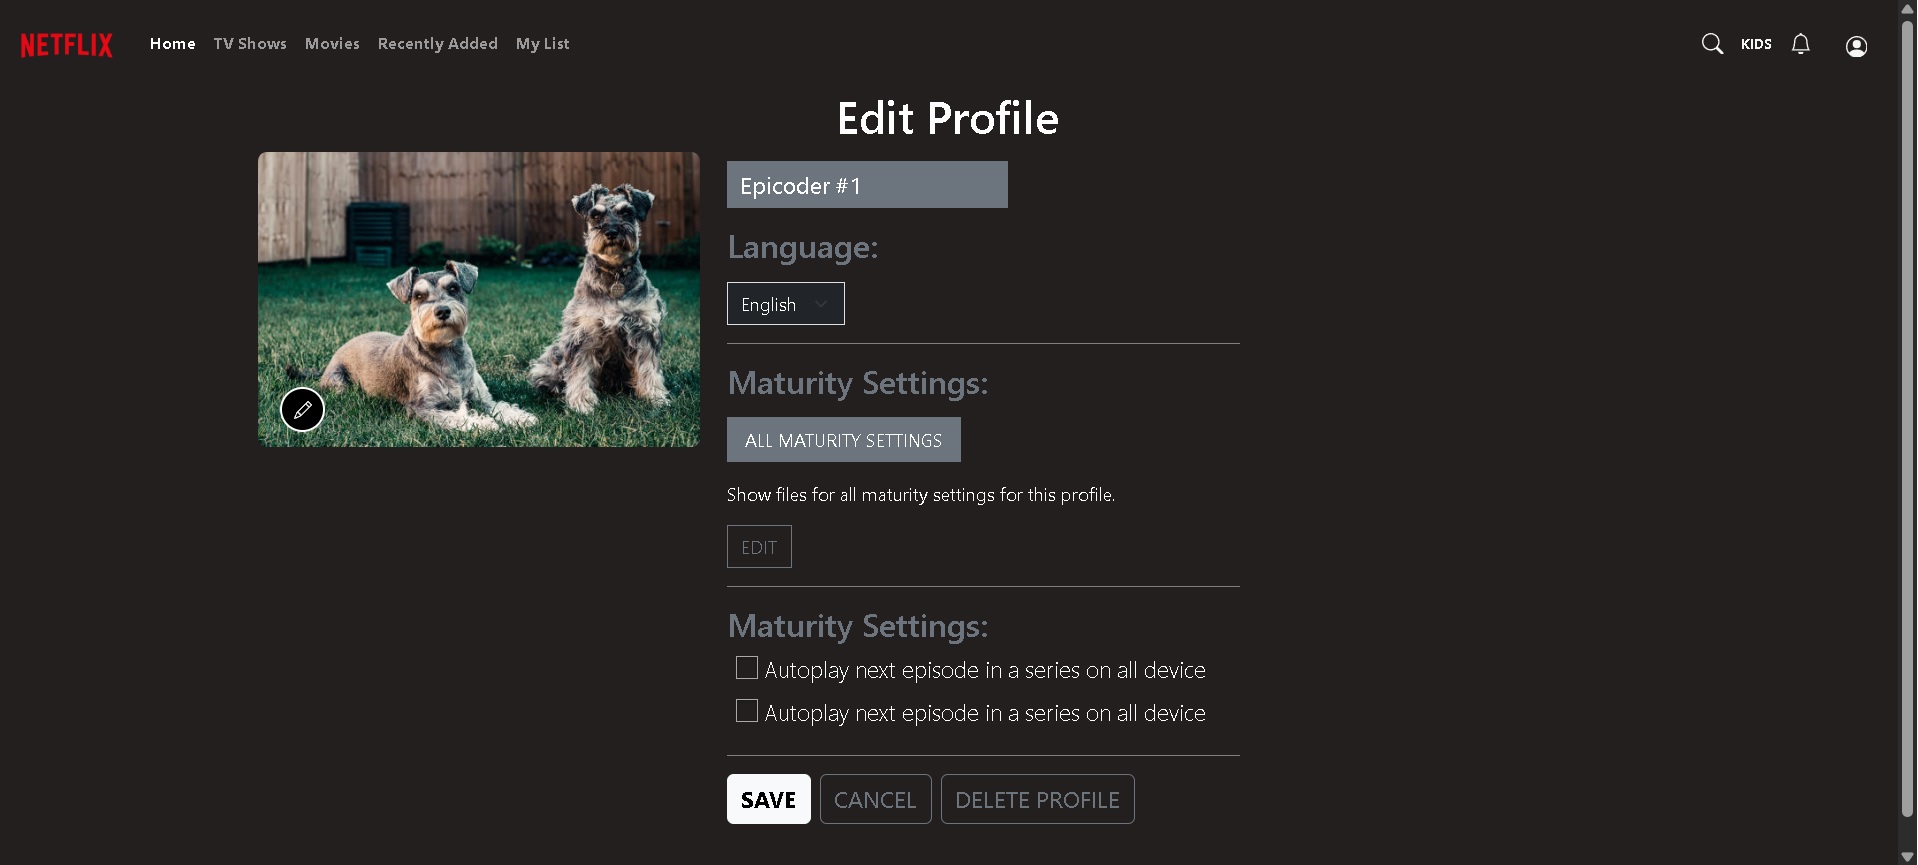 NETFLIX Home TV Shows Movies Recently Added My List KIDS
Edit Profile
Epicoder #1
Language:
English
Maturity Settings:
ALL MATURITY SETTINGS
Show files for all maturity settings for this profile.
EDIT
Maturity Settings:
Autoplay next episode in a series on all device
Autoplay next episode in a series on all device
SAVE CANCEL DELETE PROFILE